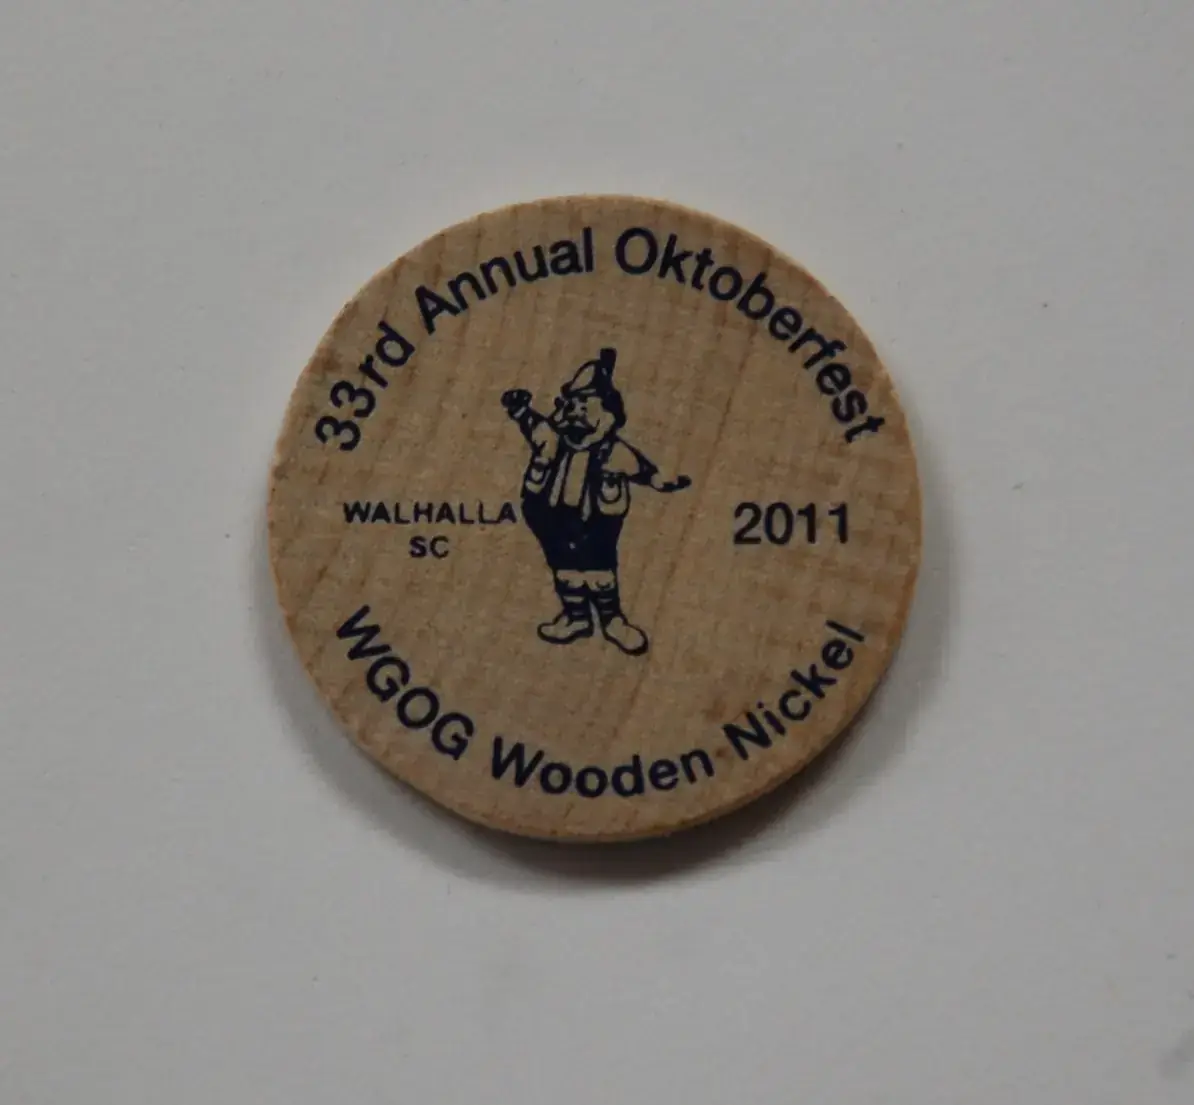 33rd Annual Oktoberfest
WALHALLA
SC
2011
WGOG Wooden Nickel